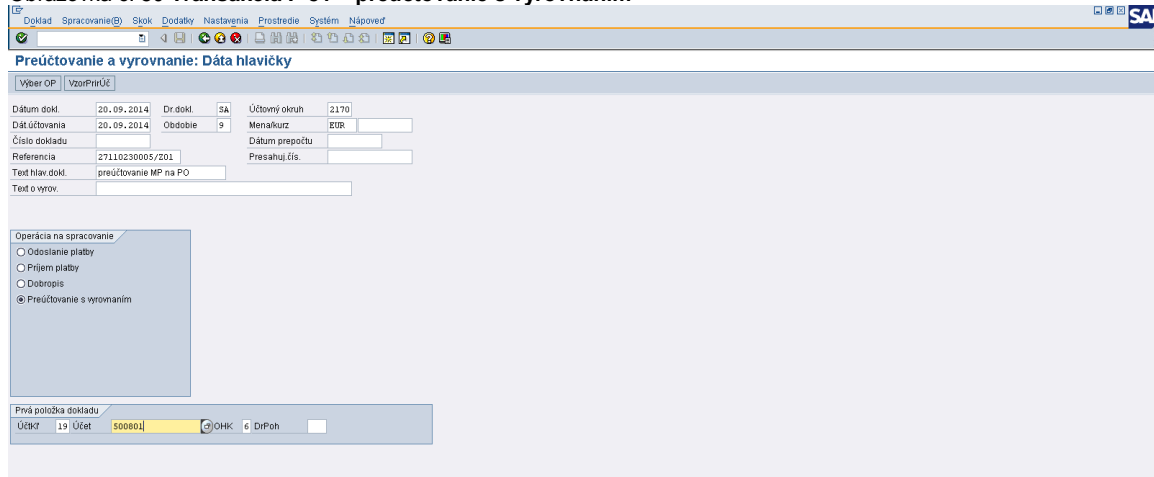 Doklad Spracovanie(B) Skok Dodatky Nastavenia Prostredie Systém Nápoveď
SA
Preúčtovanie a vyrovnanie: Dáta hlavičky
Výber OP VzorPrirÚč
Dátum dokl. 20.09.2014 Dr.dokl. SA Účtovný okruh 2170
Dát.účtovania 20.09.2014 Obdobie 9 Mena/kurz EUR
Číslo dokladu Dátum prepočtu
Referencia 27110230005/Z01 Presahuj.čís.
Text hlav.dokl. preúčtovanie MP na PO
Text o vyrov.
Operácia na spracovanie
Odoslanie platby
Príjem platby
Dobropis
Preúčtovanie s vyrovnaním
Prvá položka dokladu
ÚčtKľ 19 Účet 500801 OHK 6 DrPoh